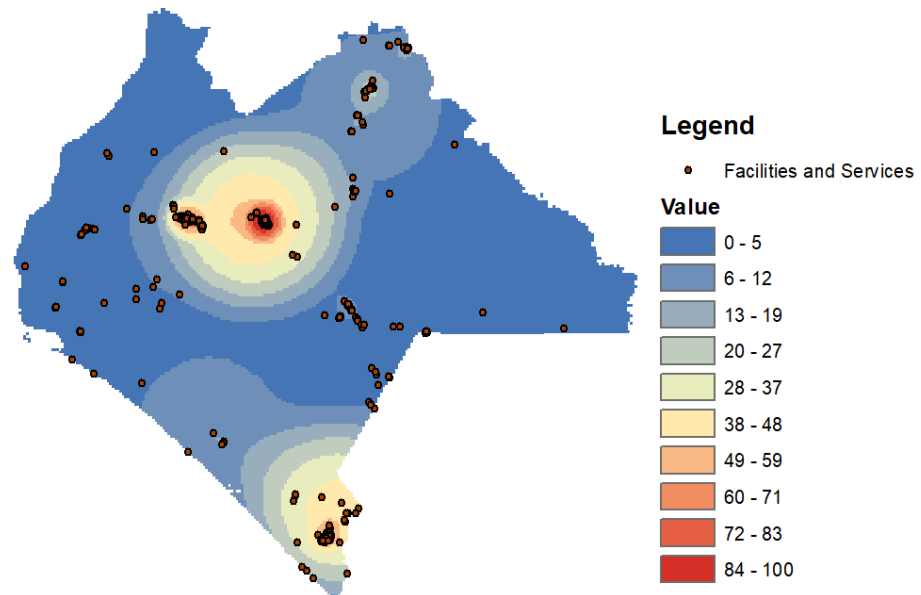 Legend
Facilities and Services
Value
0 - 5
6 - 12
13 - 19
20 - 27
28 - 37
38 - 48
49 - 59
60 - 71
72 - 83
84 - 100